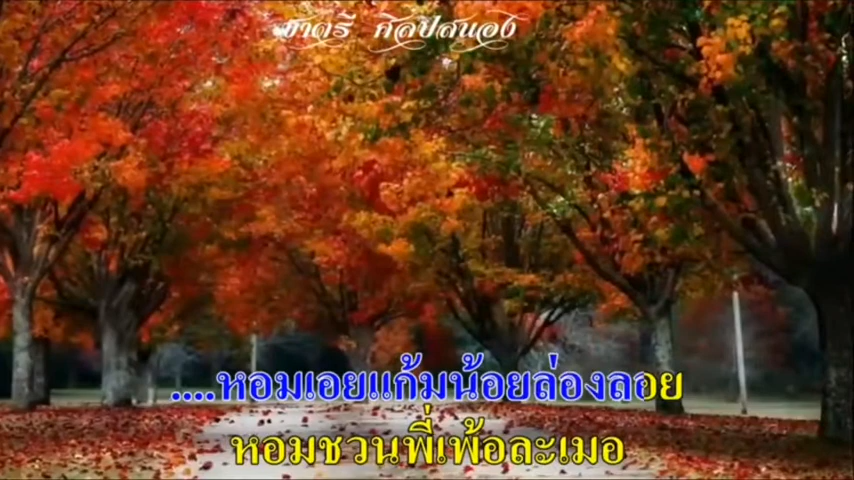 ชาตรี ศิลปสนอง
....หอมเอยแก้มน้อยล่องลอย
หอมชวนพี่เพ้อละเมอ